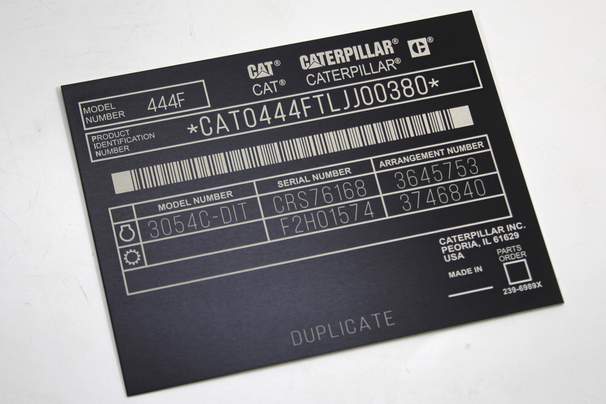 CAT® CATERPILLAR® C®
CAT® CATERPILLAR®
MODEL NUMBER 444F
PRODUCT IDENTIFICATION NUMBER *CAT0444FTLJJ00380*
MODEL NUMBER SERIAL NUMBER ARRANGEMENT NUMBER
3054C-DIT CRS76168 3645753
F2H01574 3746840
CATERPILLAR INC.
PEORIA, IL 61629
USA
PARTS ORDER
MADE IN
239-6989X
DUPLICATE